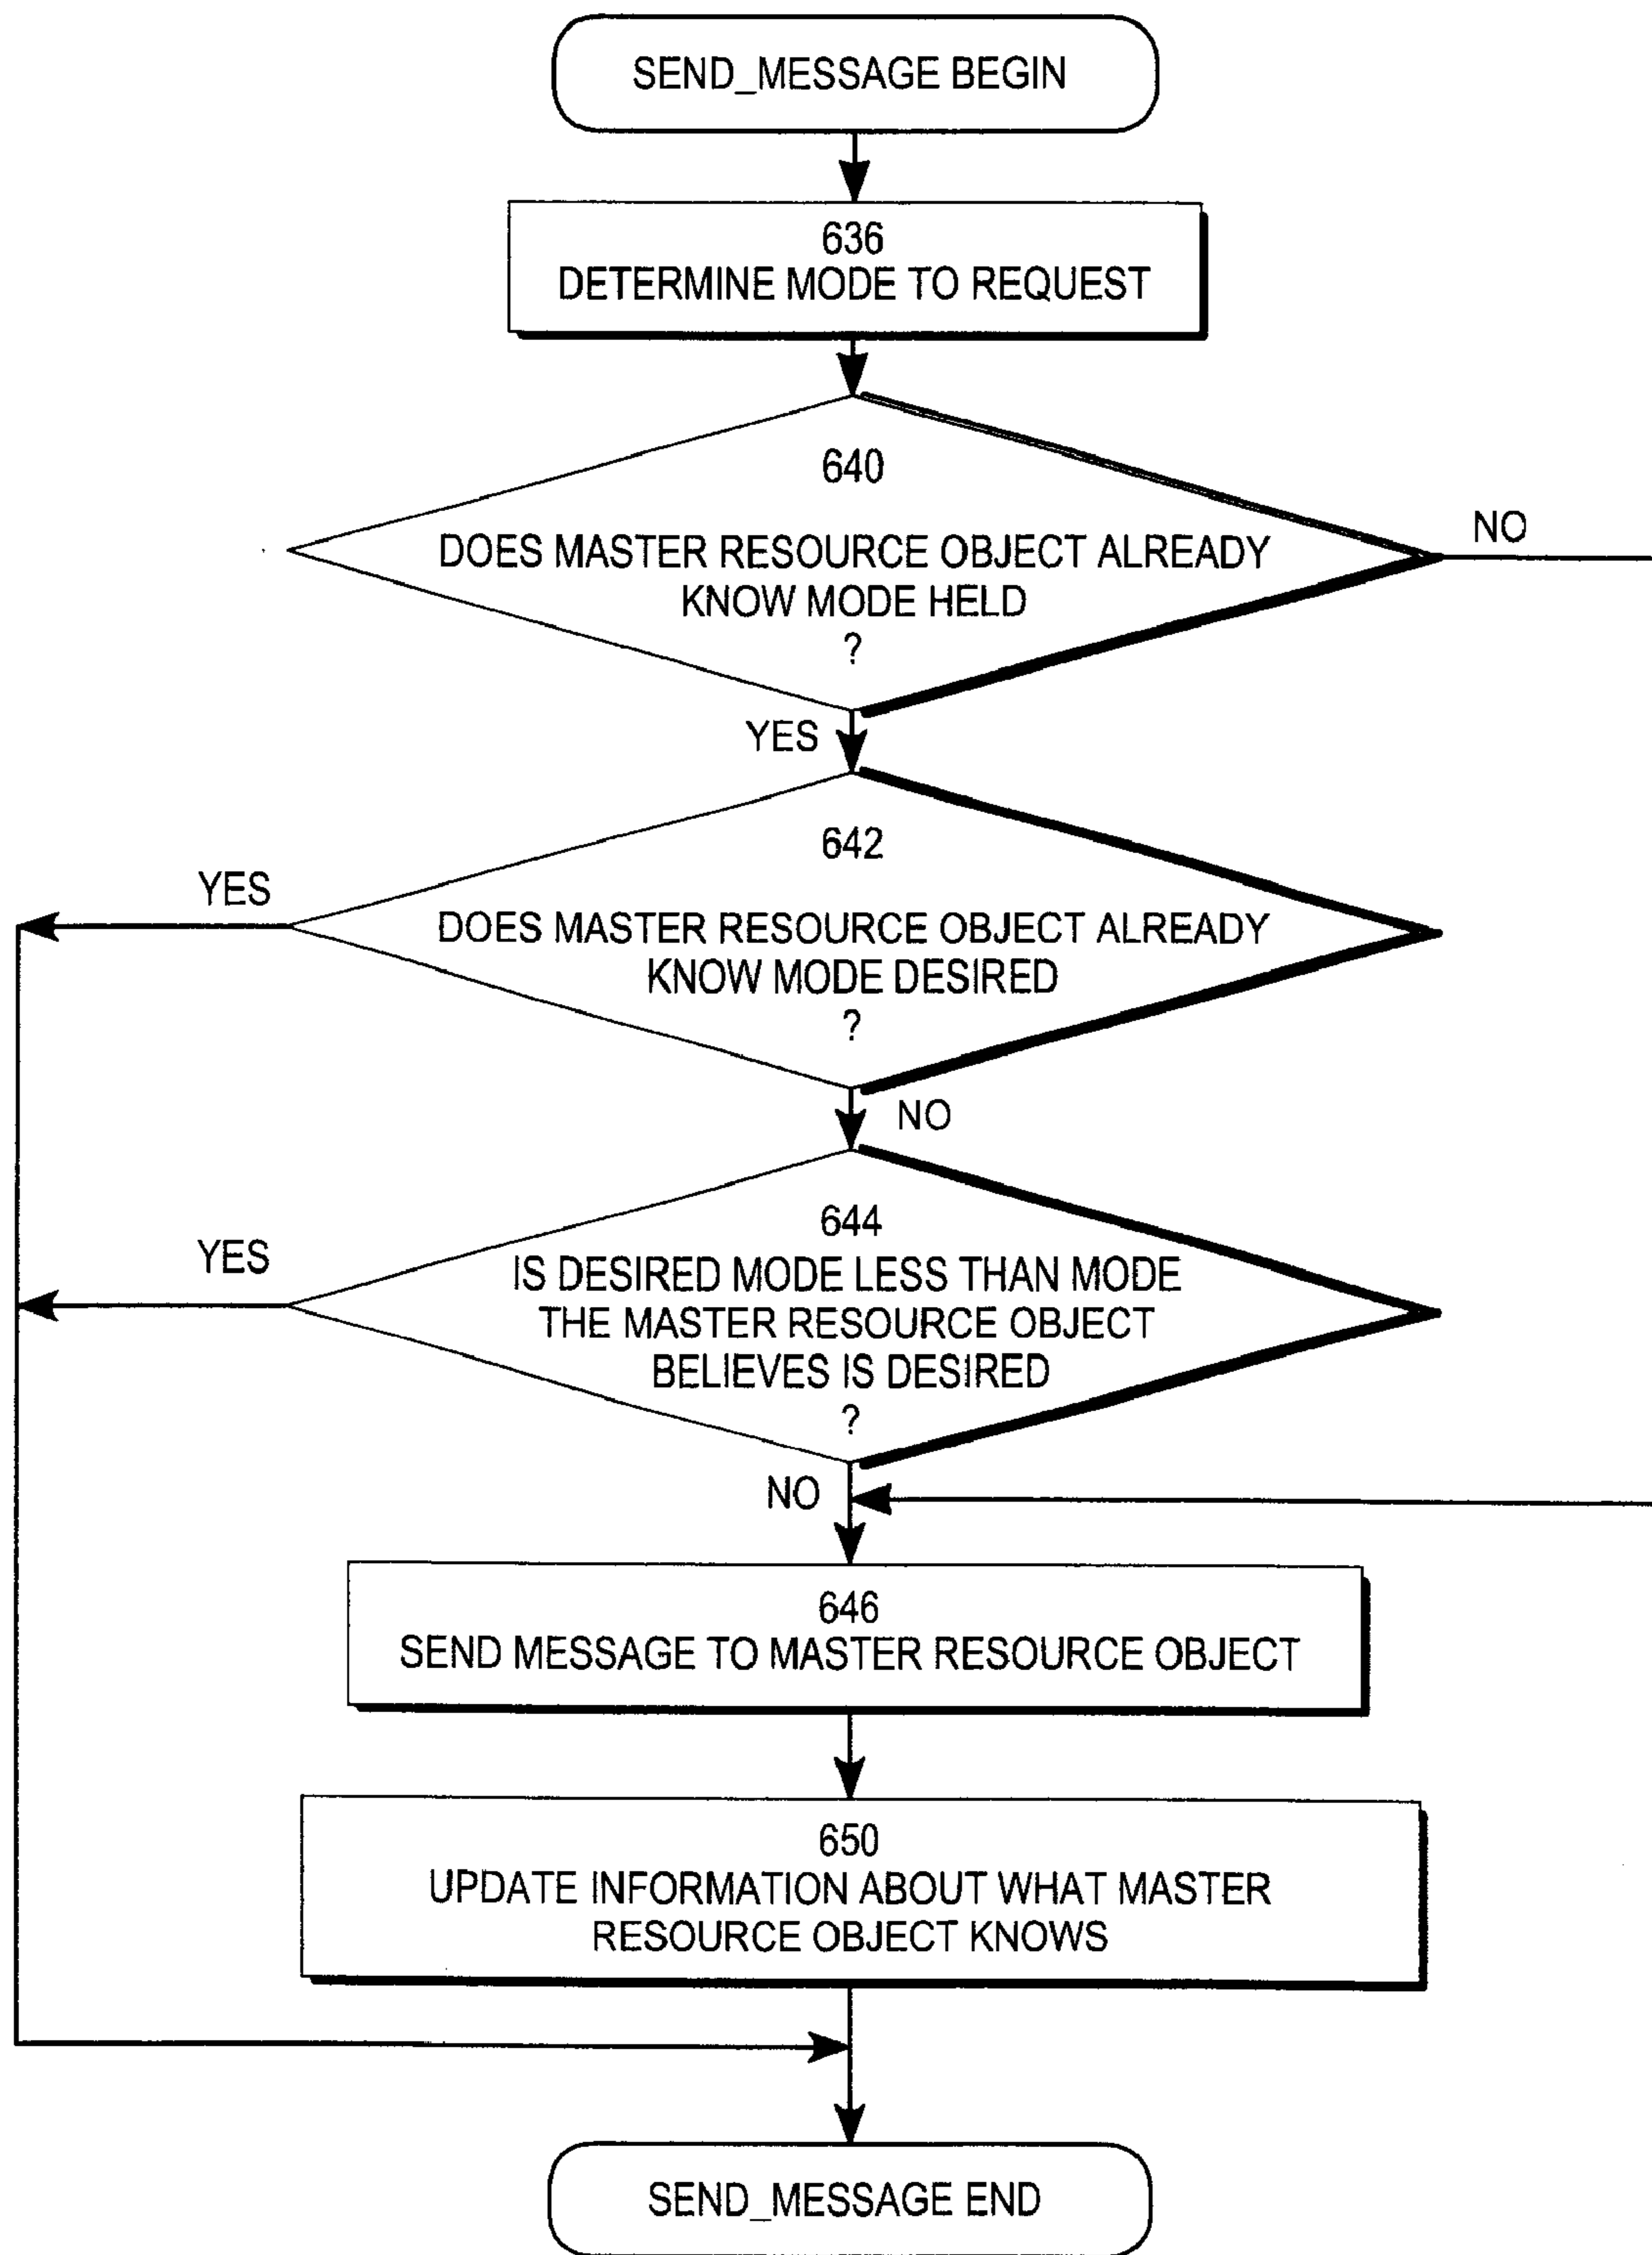 SEND_MESSAGE BEGIN
636
DETERMINE MODE TO REQUEST
640
NO
DOES MASTER RESOURCE OBJECT ALREADY
KNOW MODE HELD
?
YES
642
YES
DOES MASTER RESOURCE OBJECT ALREADY
KNOW MODE DESIRED
?
NO
644
YES
IS DESIRED MODE LESS THAN MODE
THE MASTER RESOURCE OBJECT
BELIEVES IS DESIRED
?
NO
646
SEND MESSAGE TO MASTER RESOURCE OBJECT
650
UPDATE INFORMATION ABOUT WHAT MASTER
RESOURCE OBJECT KNOWS
SEND_MESSAGE END